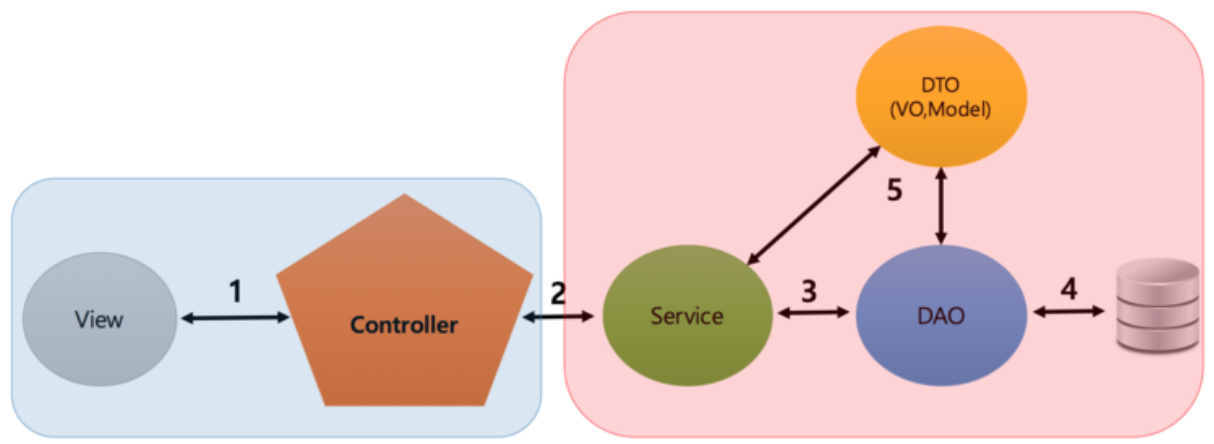 DTO
(VO,Model)
5
1
2
3
4
View
Controller
Service
DAO